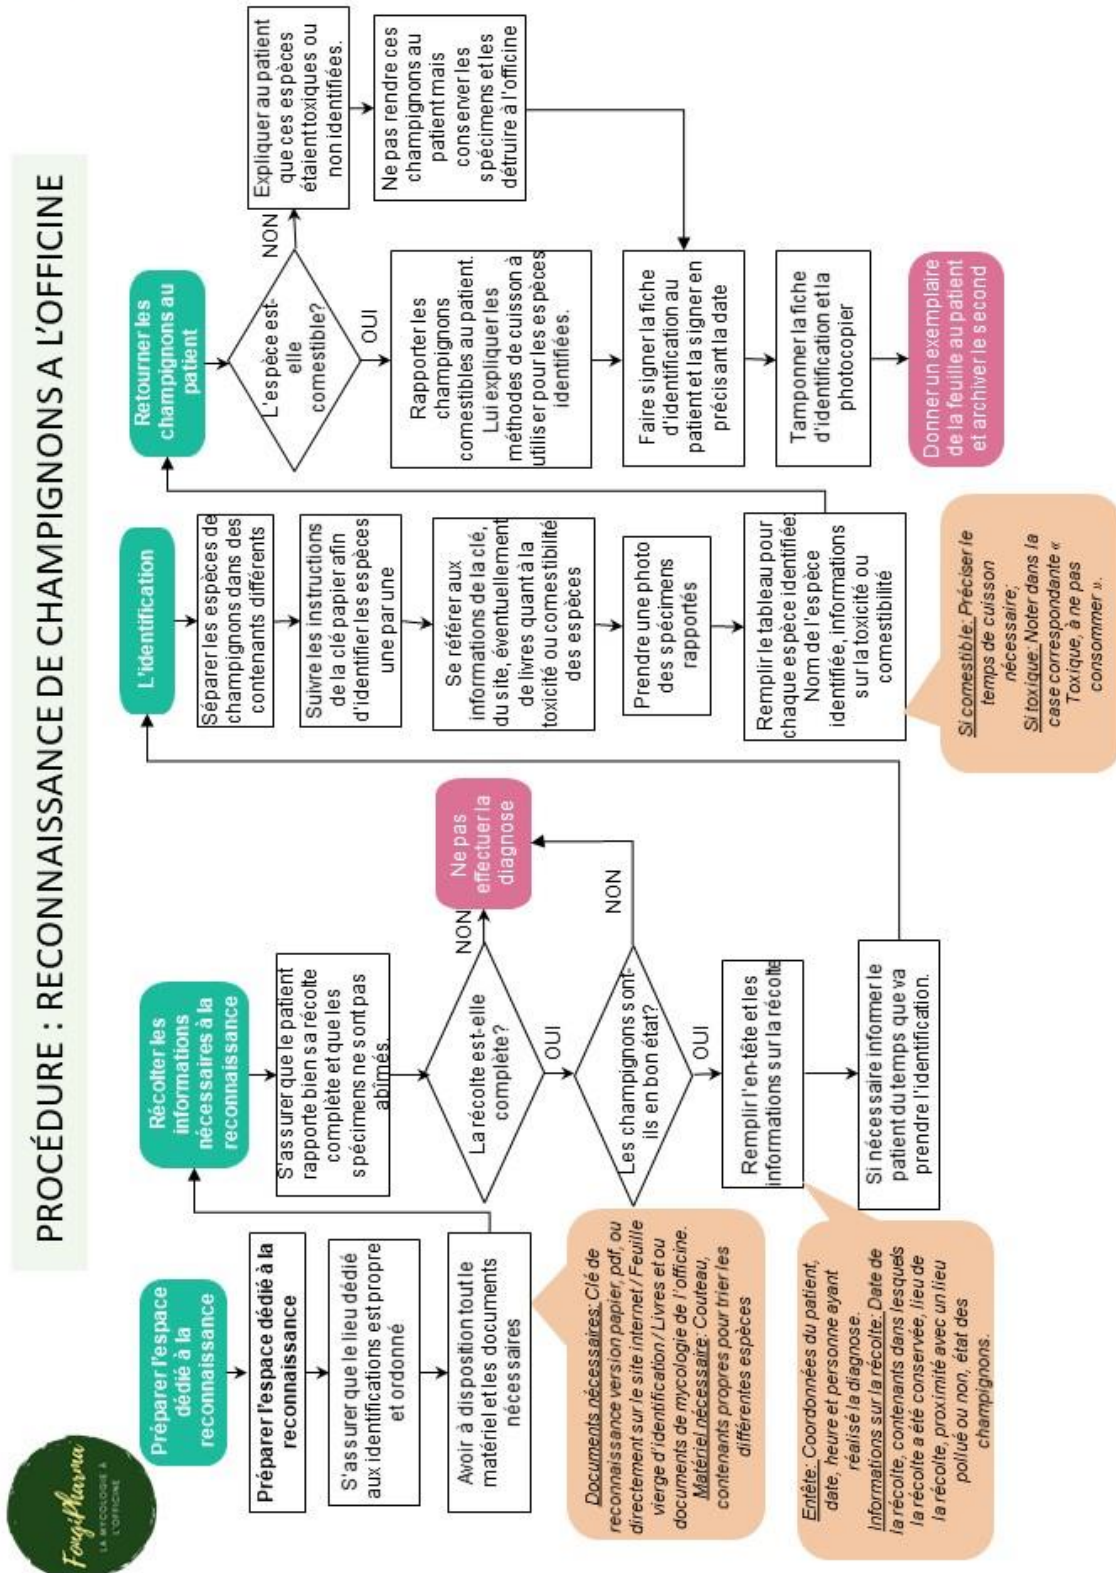 PROCÉDURE : RECONNAISSANCE DE CHAMPIGNONS A L'OFFICINE
FongiPharma
LA MYCOLOGIE À
L'OFFICINE
Préparer l'espace
dédié à la
reconnaissance
Préparer l'espace dédié à la
reconnaissance
S'assurer que le lieu dédié
aux identifications est propre
et ordonné
Avoir à disposition tout le
matériel et les documents
nécessaires
Documents nécessaires: Clé de
reconnaissance version papier, pdf, ou
directement sur le site internet / Feuille
vierge d'identification / Livres et ou
documents de mycologie de l'officine.
Matériel nécessaire: Couteau,
contenants propres pour trier les
différentes espèces
Récolter les
informations
nécessaires à la
reconnaissance
S'assurer que le patient
rapporte bien sa récolte
complète et que les
spécimens ne sont pas
abîmés.
La récolte est-elle
complète?
NON
OUI
Ne pas
effectuer la
diagnose
Les champignons sont-
ils en bon état?
NON
OUI
Remplir l'en-tête et les
informations sur la récolte
Entête: Coordonnées du patient,
date, heure et personne ayant
réalisé la diagnose.
Informations sur la récolte: Date de
la récolte, contenants dans lesquels
la récolte a été conservée, lieu de
la récolte, proximité avec un lieu
pollué ou non, état des
champignons.
Si nécessaire informer le
patient du temps que va
prendre l'identification.
L'identification
Séparer les espèces de
champignons dans des
contenants différents
Suivre les instructions
de la clé papier afin
d'identifier les espèces
une par une
Se référer aux
informations de la clé,
du site, éventuellement
de livres quant à la
toxicité ou comestibilité
des espèces
Prendre une photo
des spécimens
rapportés
Remplir le tableau pour
chaque espèce identifiée:
Nom de l'espèce
identifiée, informations
sur la toxicité ou
comestibilité
Si comestible: Préciser le
temps de cuisson
nécessaire;
Si toxique: Noter dans la
case correspondante «
Toxique, à ne pas
consommer ».
Retourner les
champignons au
patient
L'espèce est-
elle
comestible?
NON
OUI
Expliquer au patient
que ces espèces
étaient toxiques ou
non identifiées.
Ne pas rendre ces
champignons au
patient mais
conserver les
spécimens et les
détruire à l'officine
Rapporter les
champignons
comestibles au patient.
Lui expliquer les
méthodes de cuisson à
utiliser pour les espèces
identifiées.
Faire signer la fiche
d'identification au
patient et la signer en
précisant la date
Tamponner la fiche
d'identification et la
photocopier
Donner un exemplaire
de la feuille au patient
et archiver le second